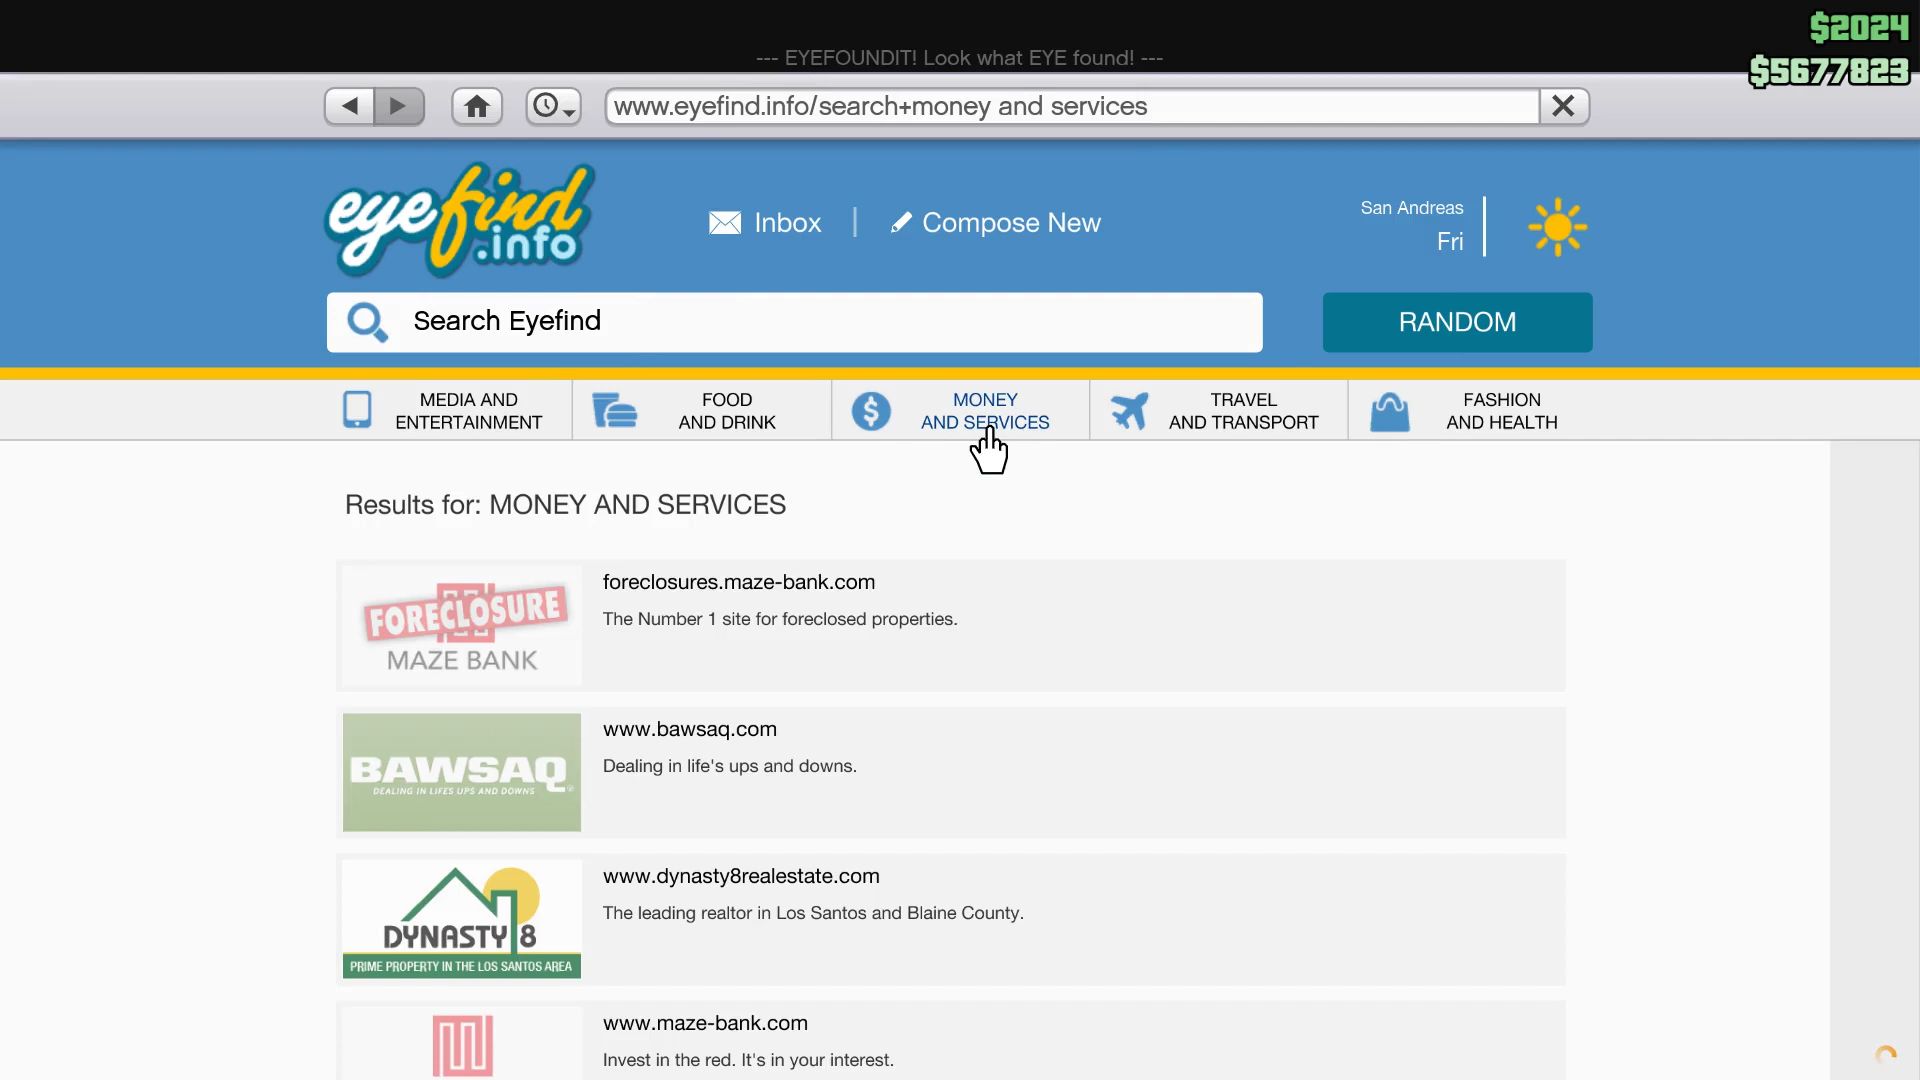 $2024
--- EYEFOUNDIT! Look what EYE found! ---
$5677823
www.eyefind.info/search+money and services
eyefind
.info
Inbox
Compose New
San Andreas
Fri
Search Eyefind
RANDOM
MEDIA AND
ENTERTAINMENT
FOOD
AND DRINK
MONEY
AND SERVICES
TRAVEL
AND TRANSPORT
FASHION
AND HEALTH
Results for: MONEY AND SERVICES
FORECLOSURE
MAZE BANK
foreclosures.maze-bank.com
The Number 1 site for foreclosed properties.
BAWSAQ
DEALING IN LIFE'S UPS AND DOWNS
www.bawsaq.com
Dealing in life's ups and downs.
DYNASTY 8
PRIME PROPERTY IN THE LOS SANTOS AREA
www.dynasty8realestate.com
The leading realtor in Los Santos and Blaine County.
www.maze-bank.com
Invest in the red. It's in your interest.